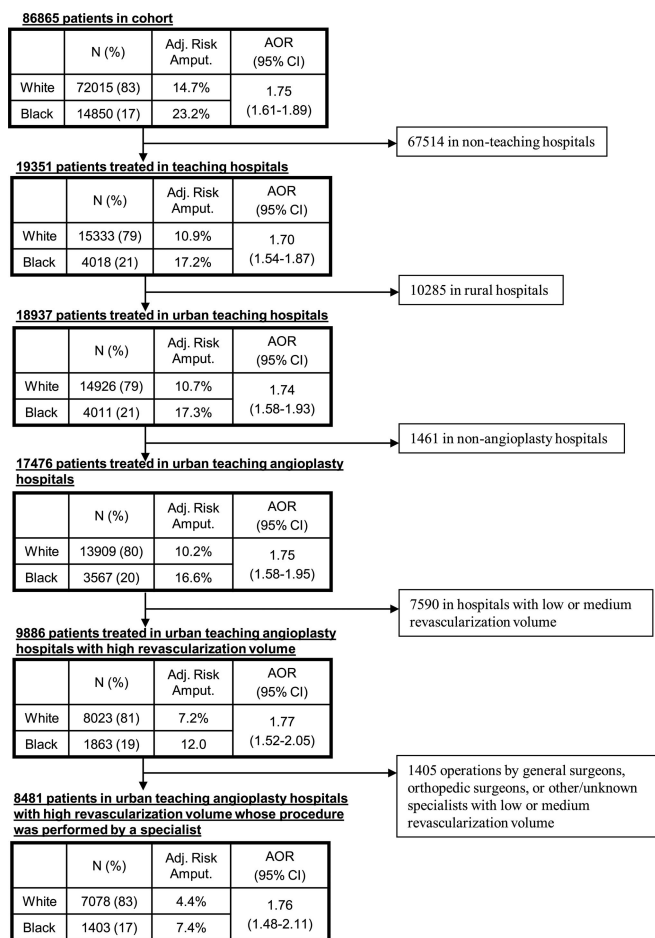 86865 patients in cohort
N (%) Adj. Risk Amput. AOR (95% CI)
White 72015 (83) 14.7% 1.75 (1.61-1.89)
Black 14850 (17) 23.2%
67514 in non-teaching hospitals
19351 patients treated in teaching hospitals
N (%) Adj. Risk Amput. AOR (95% CI)
White 15333 (79) 10.9% 1.70 (1.54-1.87)
Black 4018 (21) 17.2%
10285 in rural hospitals
18937 patients treated in urban teaching hospitals
N (%) Adj. Risk Amput. AOR (95% CI)
White 14926 (79) 10.7% 1.74 (1.58-1.93)
Black 4011 (21) 17.3%
1461 in non-angioplasty hospitals
17476 patients treated in urban teaching angioplasty
hospitals
N (%) Adj. Risk Amput. AOR (95% CI)
White 13909 (80) 10.2% 1.75 (1.58-1.95)
Black 3567 (20) 16.6%
7590 in hospitals with low or medium
revascularization volume
9886 patients treated in urban teaching angioplasty
hospitals with high revascularization volume
N (%) Adj. Risk Amput. AOR (95% CI)
White 8023 (81) 7.2% 1.77 (1.52-2.05)
Black 1863 (19) 12.0
1405 operations by general surgeons,
orthopedic surgeons, or other/unknown
specialists with low or medium
revascularization volume
8481 patients in urban teaching angioplasty hospitals
with high revascularization volume whose procedure
was performed by a specialist
N (%) Adj. Risk Amput. AOR (95% CI)
White 7078 (83) 4.4% 1.76 (1.48-2.11)
Black 1403 (17) 7.4%